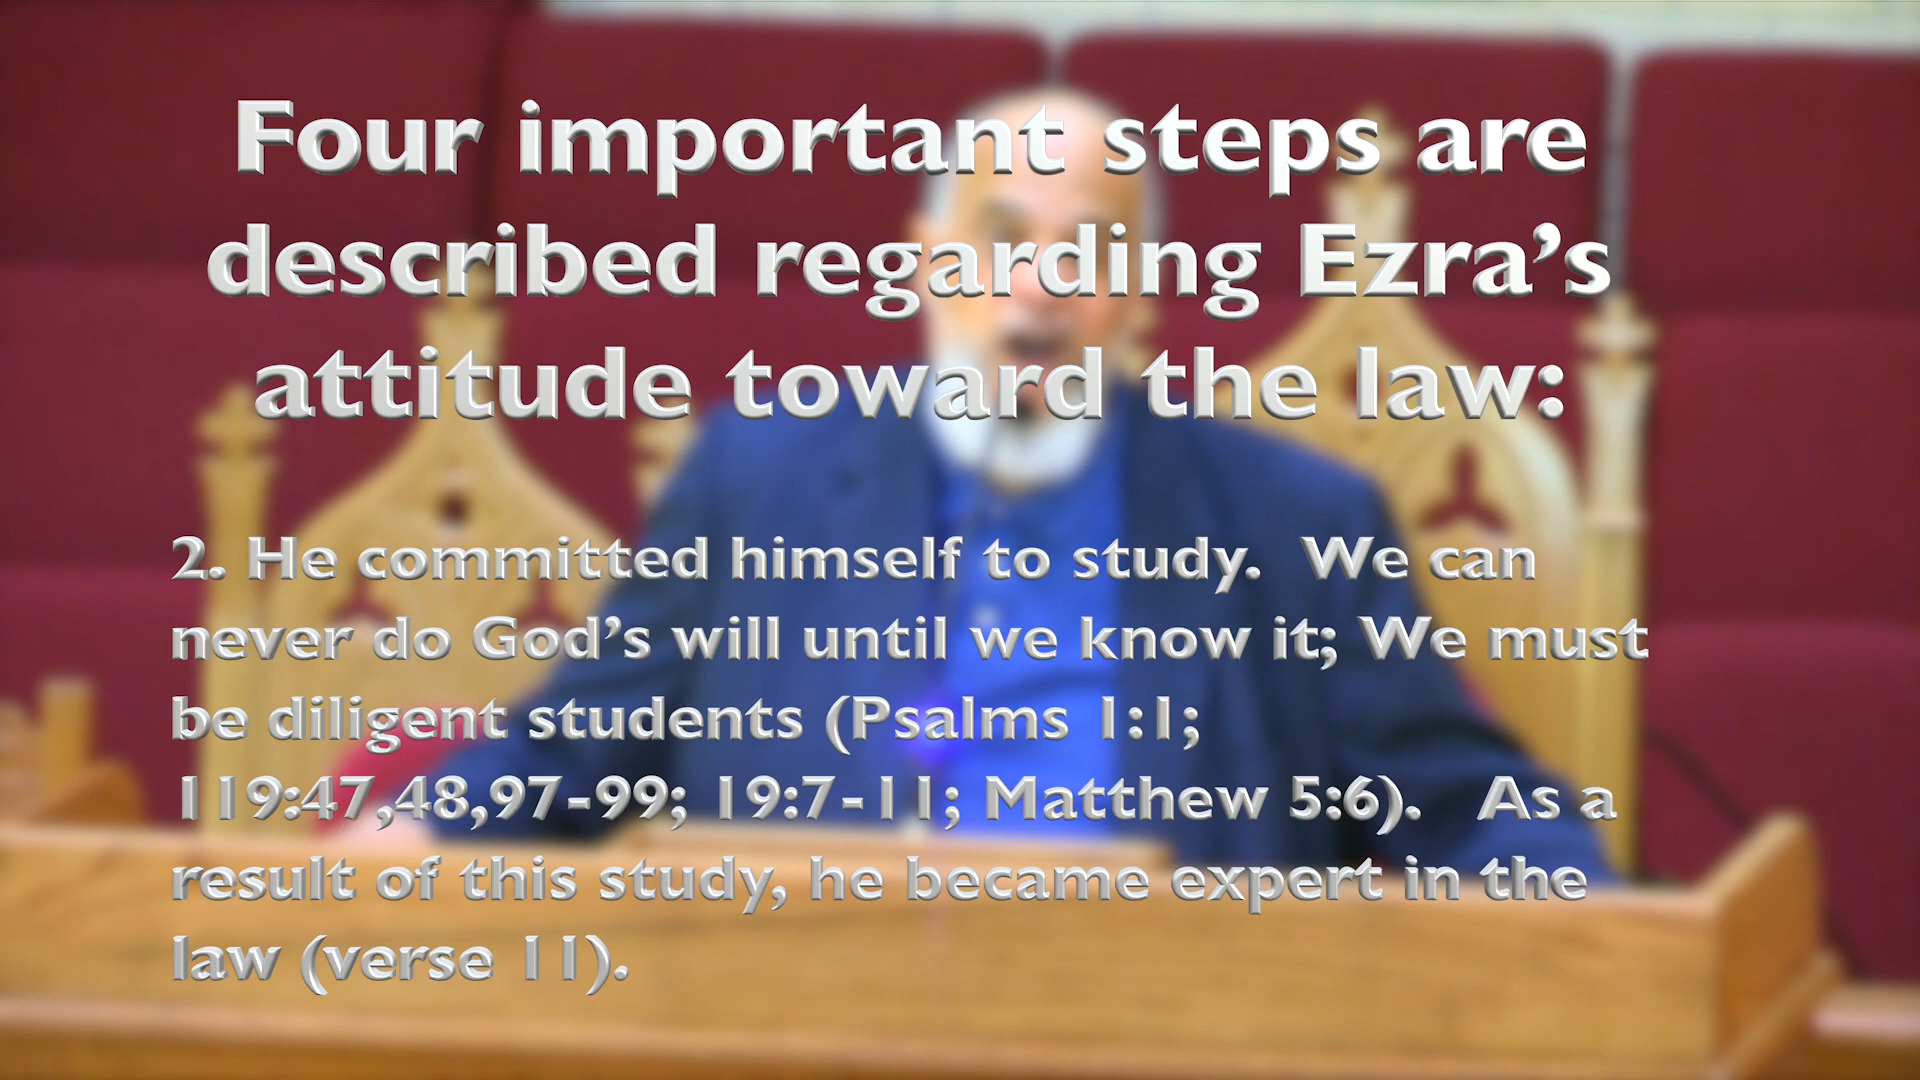 Four important steps are
described regarding Ezra’s
attitude toward the law:
2. He committed himself to study.  We can
never do God’s will until we know it; We must
be diligent students (Psalms 1:1;
119:47,48,97-99; 19:7-11; Matthew 5:6).   As a
result of this study, he became expert in the
law (verse 11).